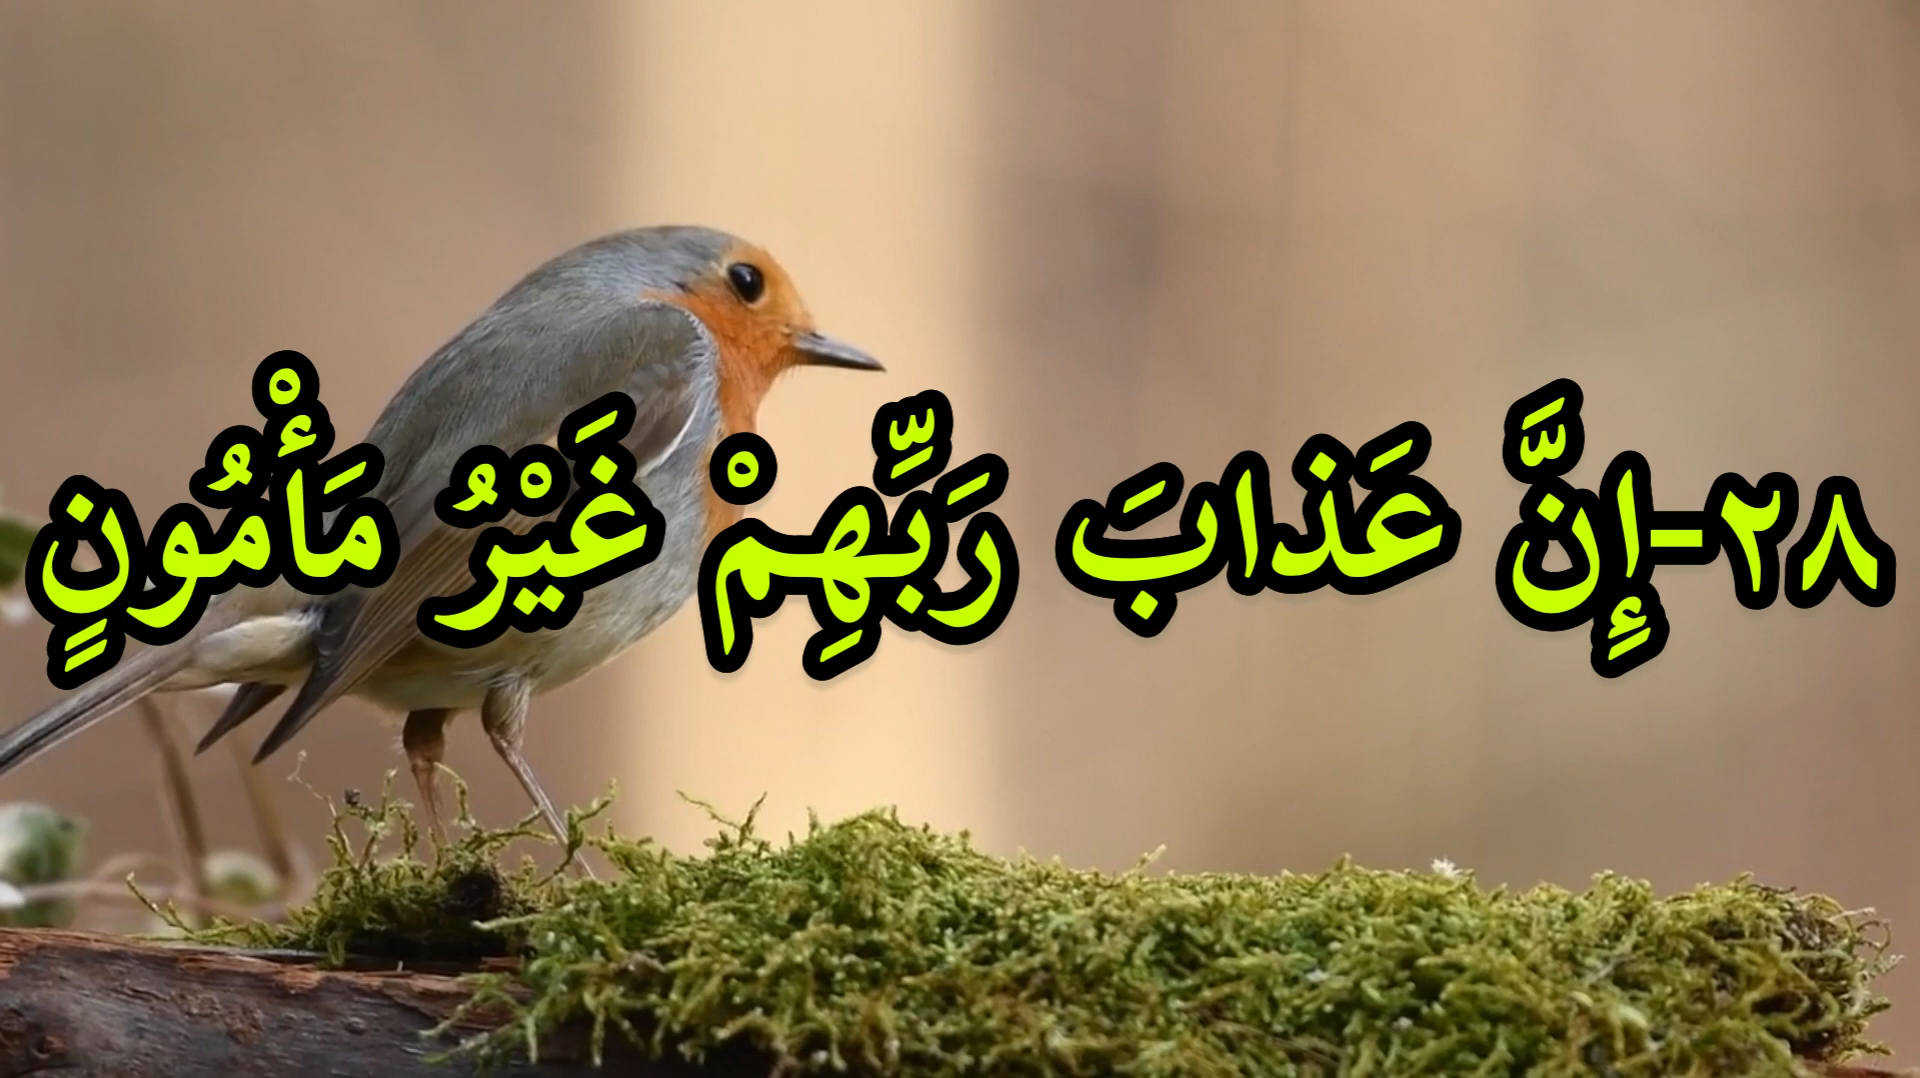 ٢٨-إِنَّ عَذابَ رَبِّهِمْ غَيْرُ مَأْمُونٍ